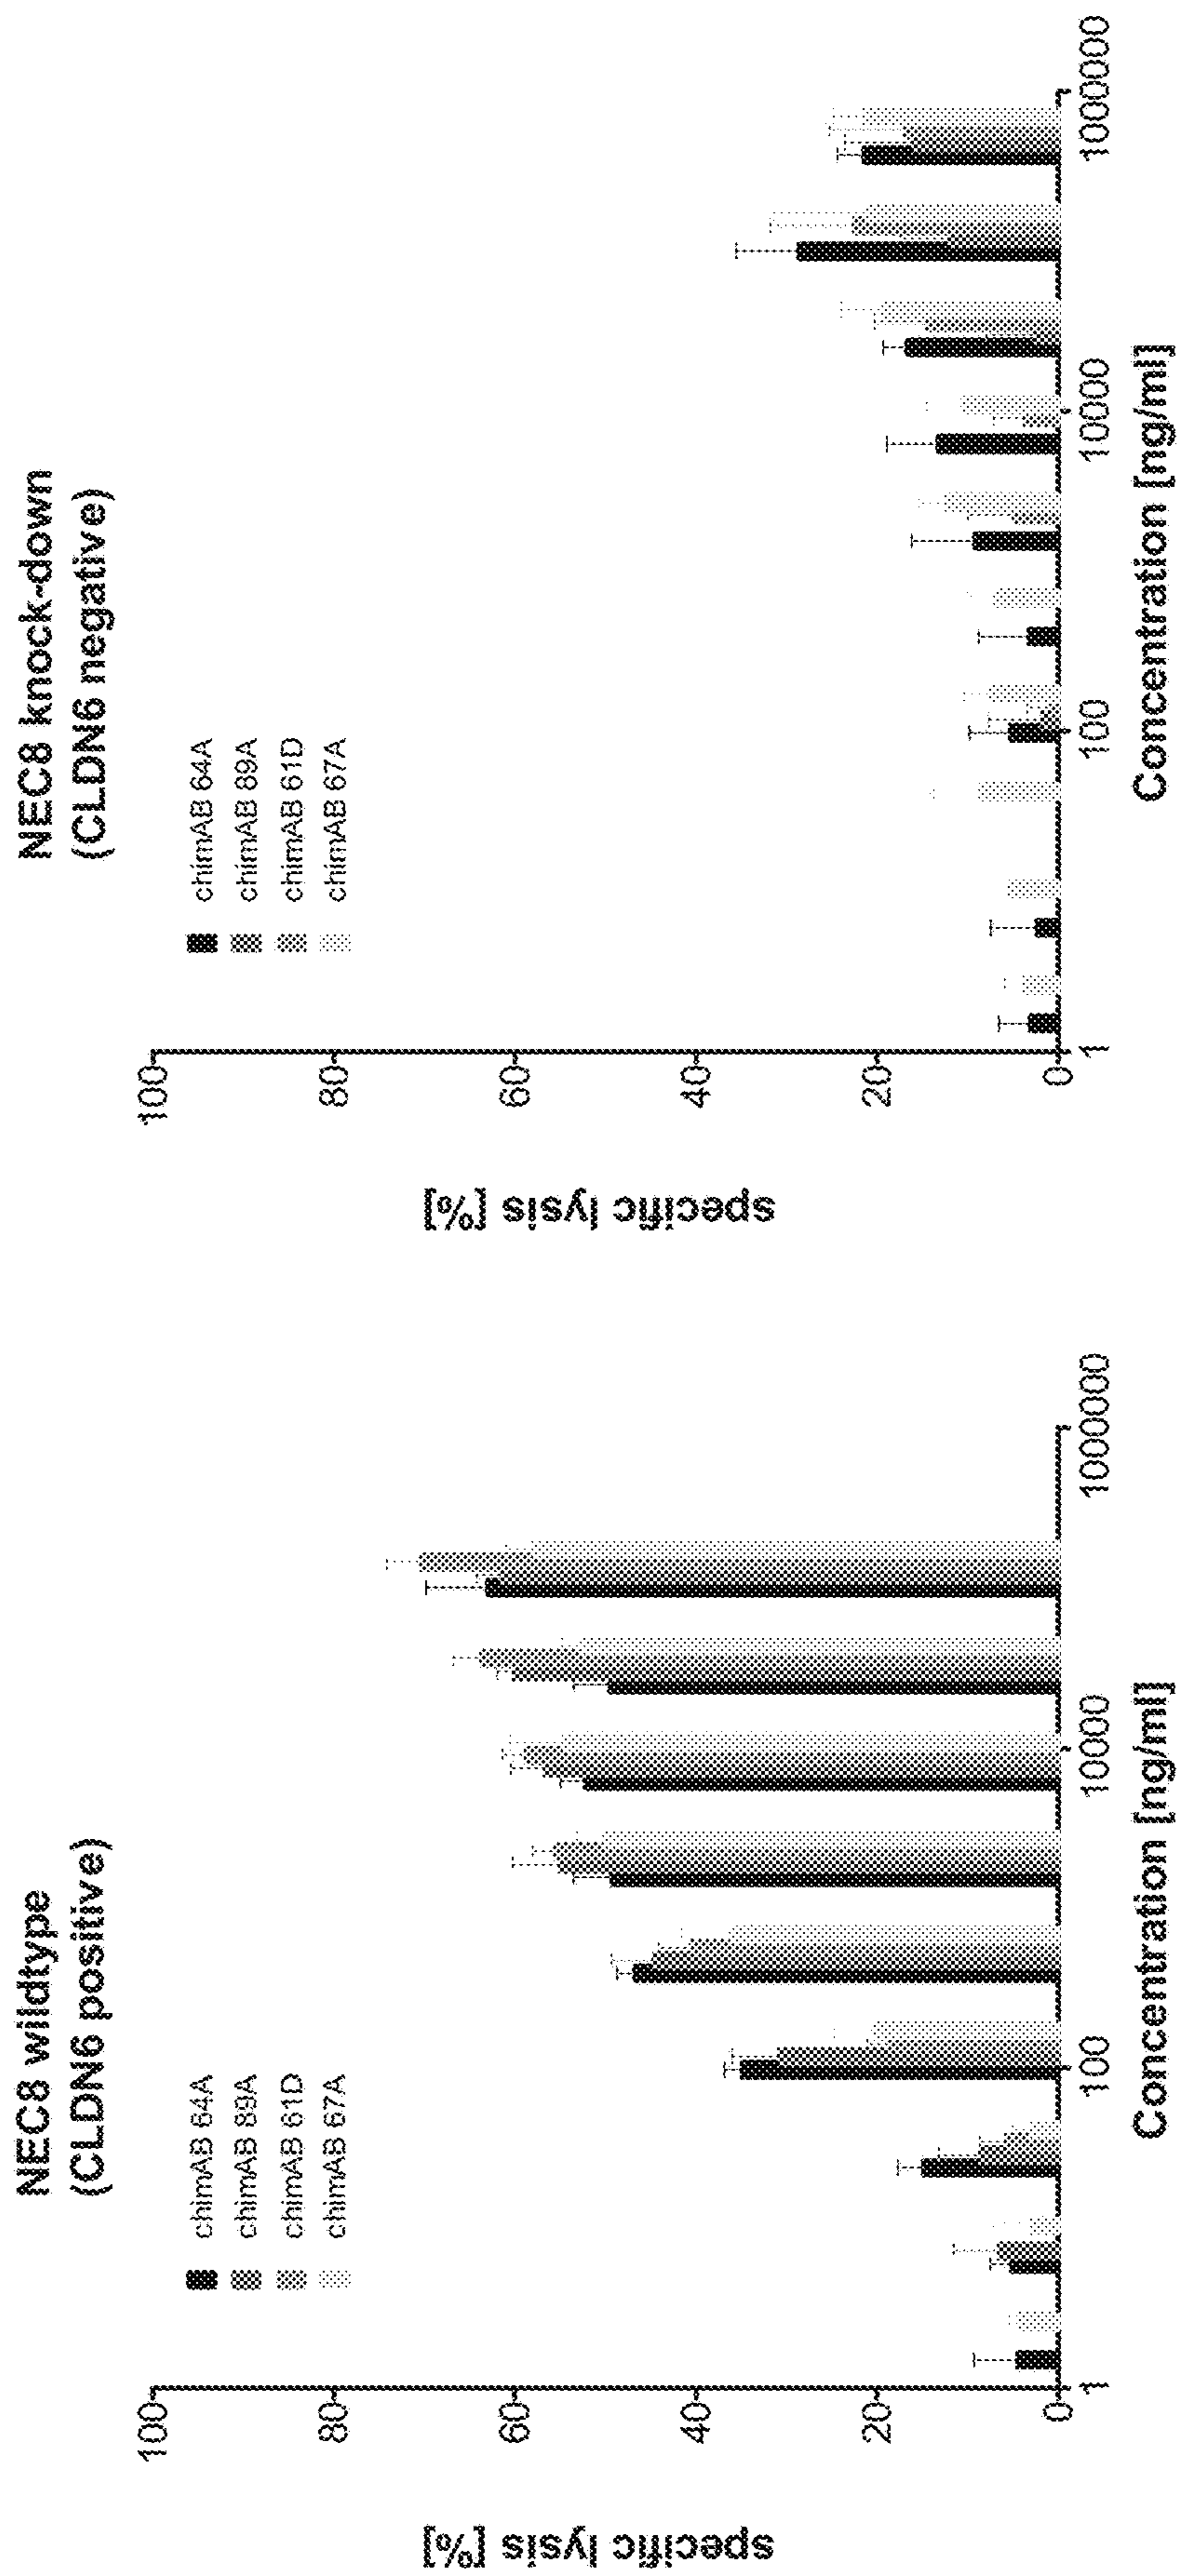 NEC8 wildtype
(CLDN6 positive)
chimAB 64A
chimAB 89A
chimAB 61D
chimAB 67A
specific lysis [%]
100
80
60
40
20
0
1
100
10000
1000000
Concentration [ng/ml]
NEC8 knock-down
(CLDN6 negative)
chimAB 64A
chimAB 89A
chimAB 61D
chimAB 67A
specific lysis [%]
100
80
60
40
20
0
1
100
10000
1000000
Concentration [ng/ml]